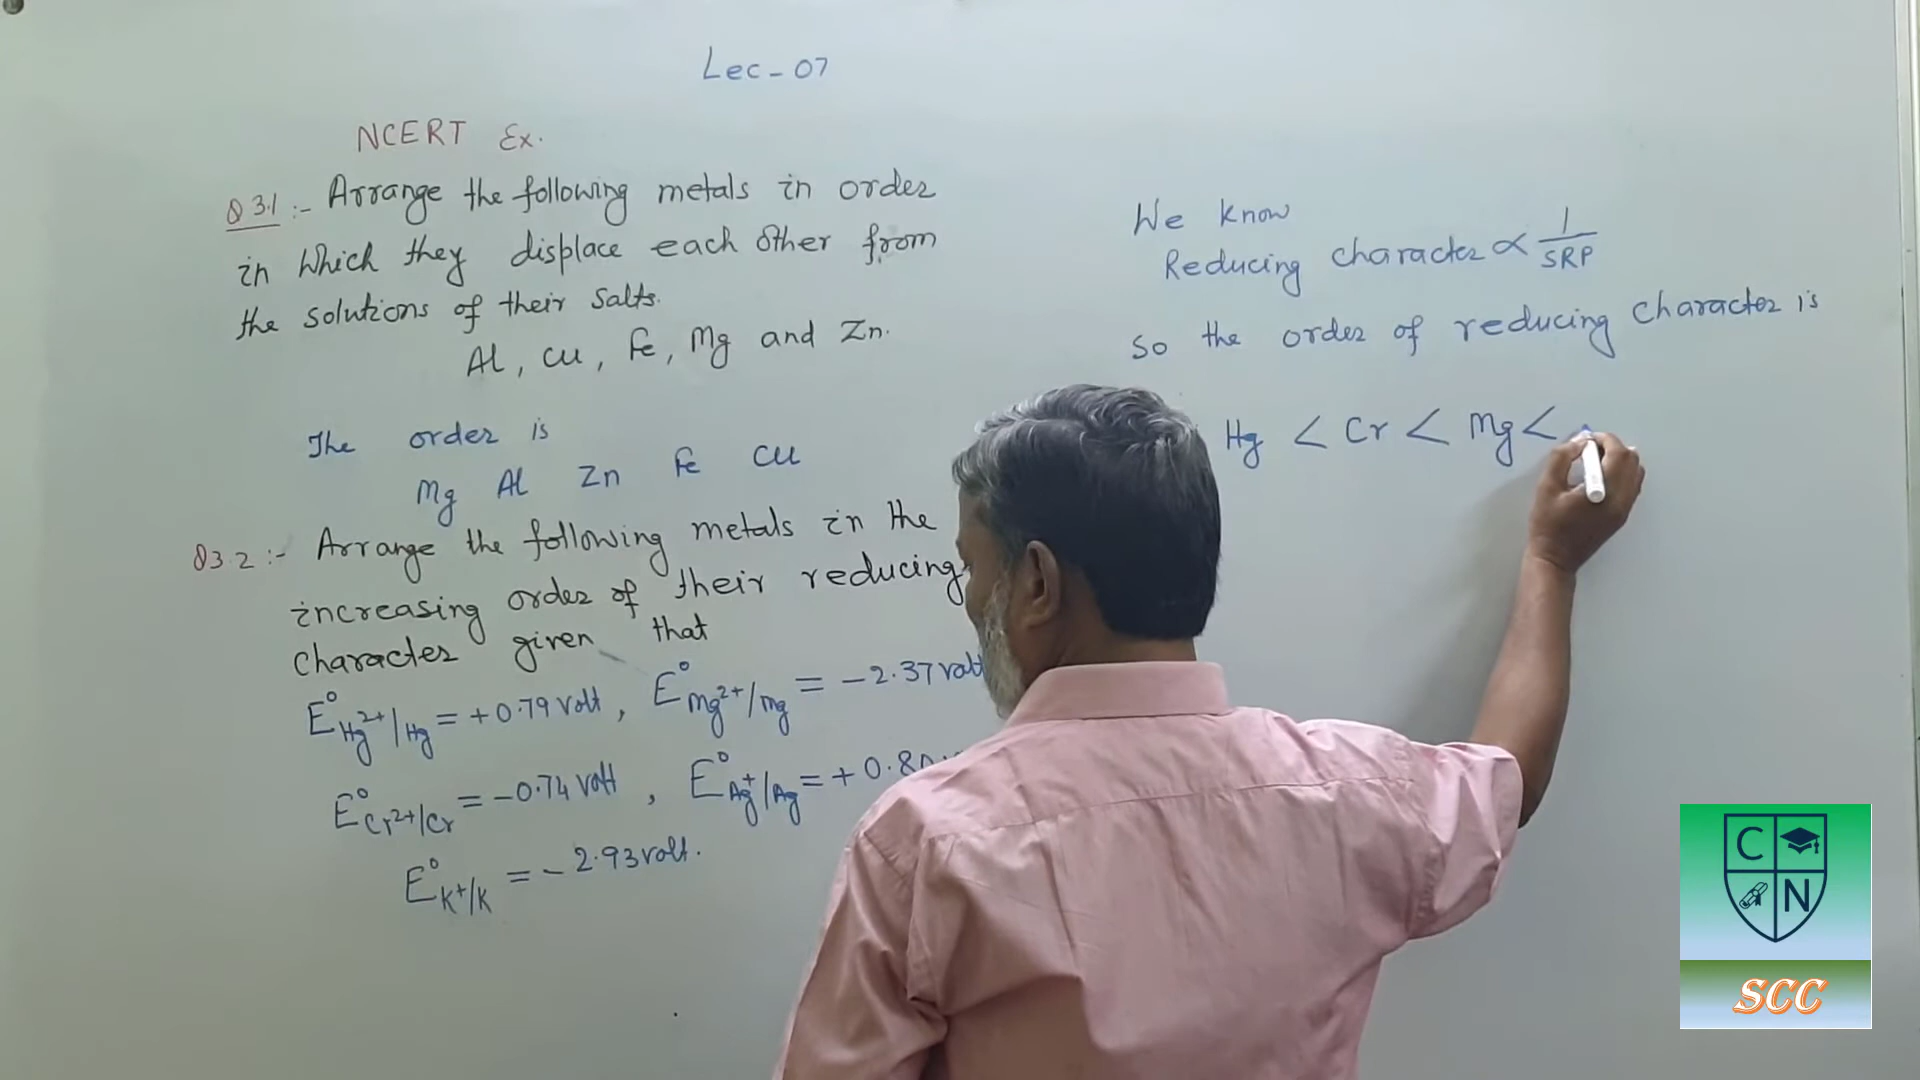 Lec - 07
NCERT Ex.
Q 3.1 :- Arrange the following metals in order
in which they displace each other from
the solutions of their salts.
Al, Cu, Fe, Mg and Zn.
The order is
Mg Al Zn Fe Cu
Q3.2 :- Arrange the following metals in the
increasing order of their reducing
character given that
E° Hg²⁺/Hg = +0.79 volt, E° Mg²⁺/Mg = -2.37 volt
E° Cr²⁺/Cr = -0.74 volt, E° Ag⁺/Ag = +0.80
E° K⁺/K = -2.93 volt.
We know
Reducing character ∝ 1/SRP
So the order of reducing character is
Hg < Cr < Mg <
C
N
SCC